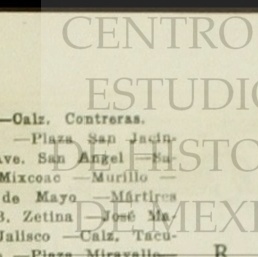 CENTRO
ESTUDIO
DE HISTO
DE MEXI
—Calz. Contreras.
—Plaza San Jacin-
Ave. San Angel —Sa-
Mixcoac —Murillo —
de Mayo —Mártires
B. Zetina —José Ma-
Jalisco —Calz. Tacu-
—Plaza Miravalle—
R